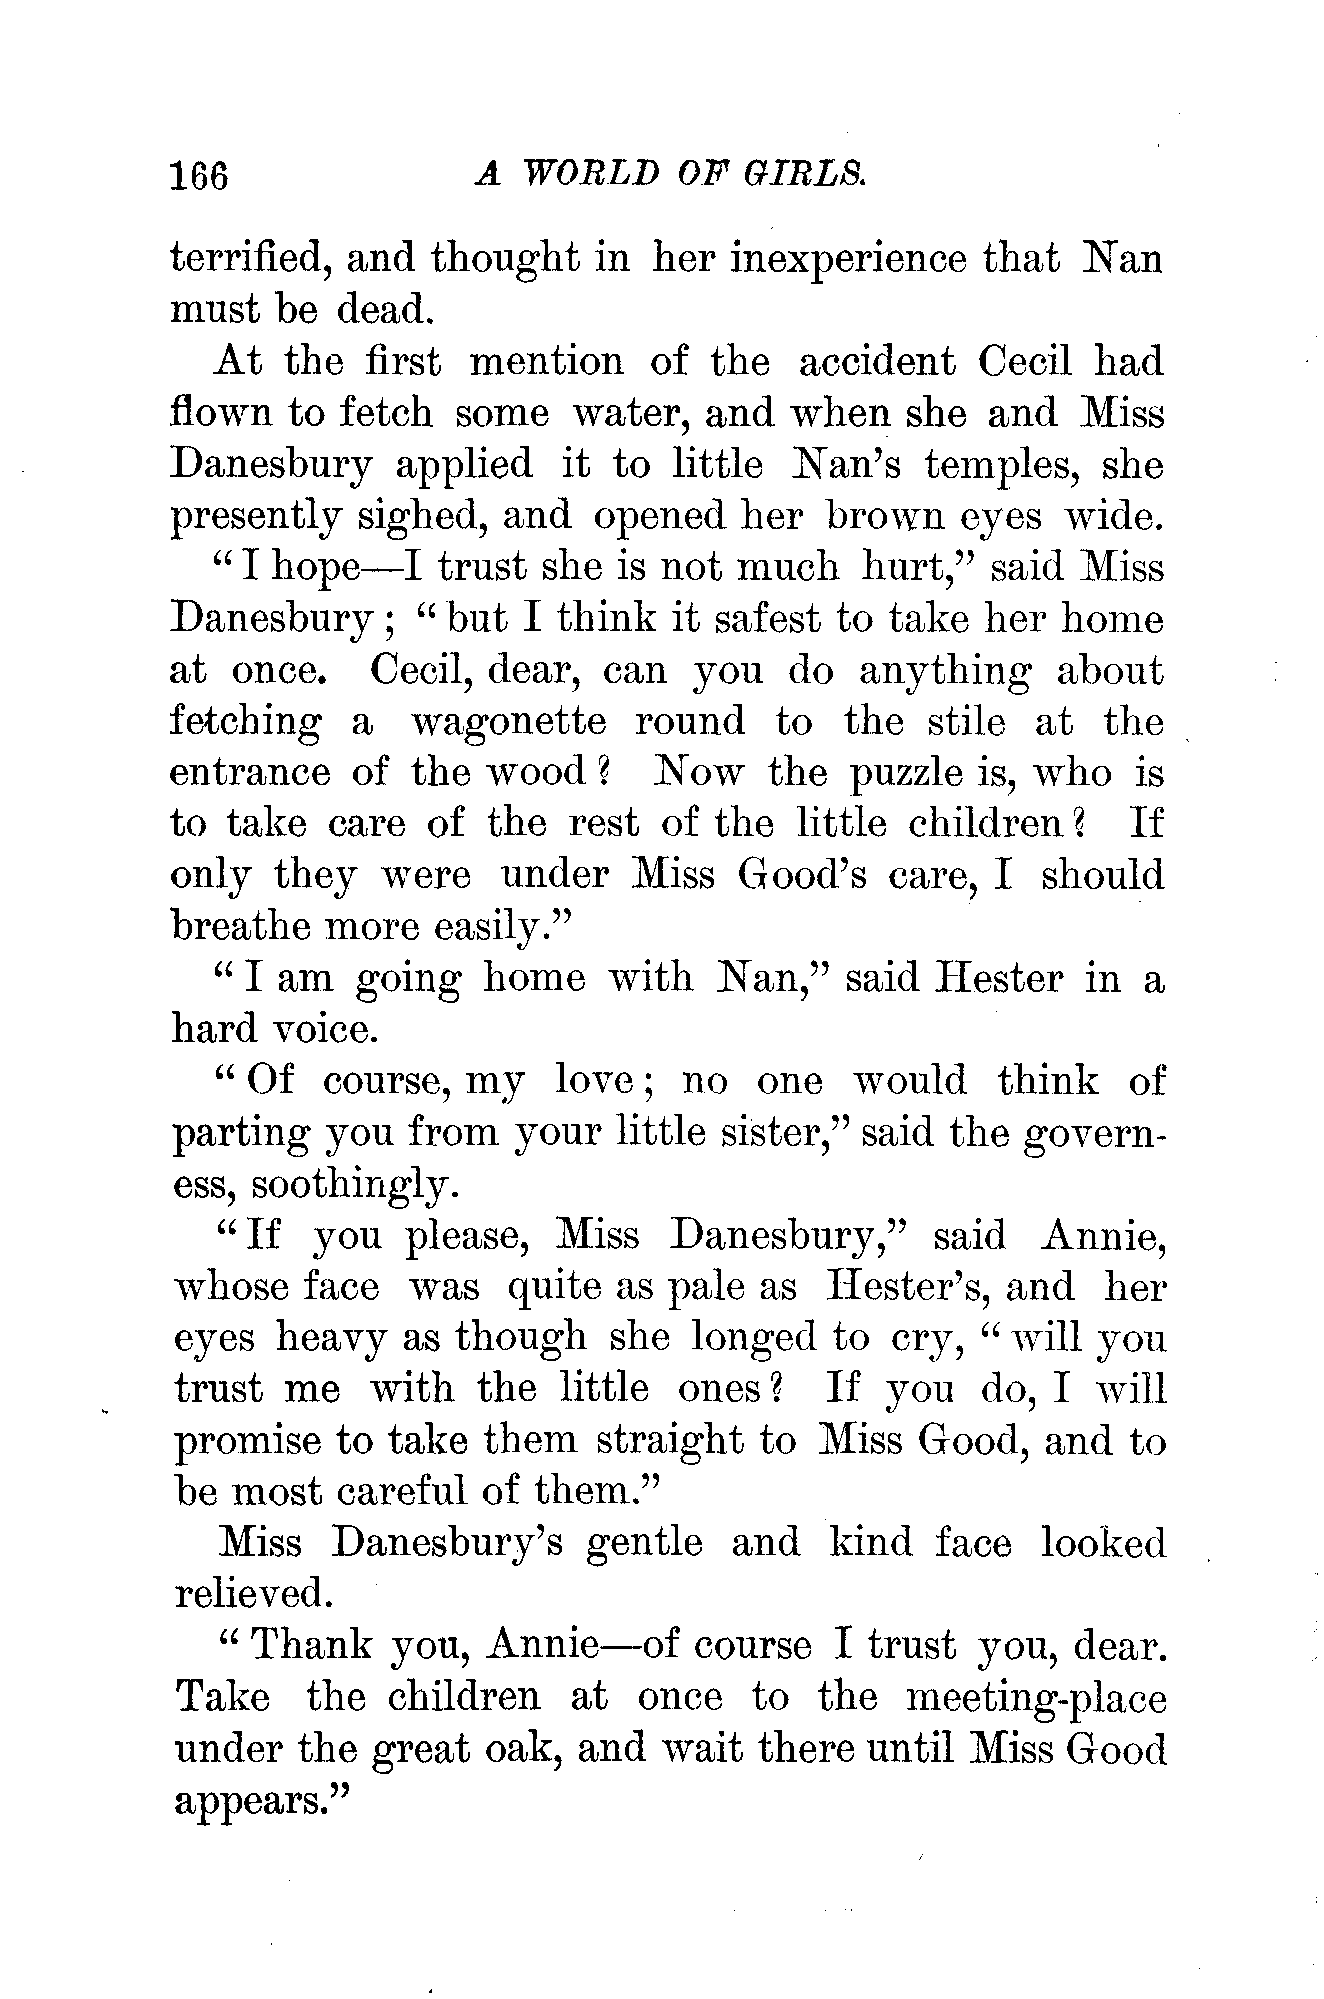 166 A WORLD OF GIRLS.
terrified, and thought in her inexperience that Nan
must be dead.
At the first mention of the accident Cecil had
flown to fetch some water, and when she and Miss
Danesbury applied it to little Nan’s temples, she
presently sighed, and opened her brown eyes wide.
“I hope—I trust she is not much hurt,” said Miss
Danesbury; “but I think it safest to take her home
at once. Cecil, dear, can you do anything about
fetching a wagonette round to the stile at the
entrance of the wood? Now the puzzle is, who is
to take care of the rest of the little children? If
only they were under Miss Good’s care, I should
breathe more easily.”
“I am going home with Nan,” said Hester in a
hard voice.
“Of course, my love; no one would think of
parting you from your little sister,” said the govern-
ess, soothingly.
“If you please, Miss Danesbury,” said Annie,
whose face was quite as pale as Hester’s, and her
eyes heavy as though she longed to cry, “will you
trust me with the little ones? If you do, I will
promise to take them straight to Miss Good, and to
be most careful of them.”
Miss Danesbury’s gentle and kind face looked
relieved.
“Thank you, Annie—of course I trust you, dear.
Take the children at once to the meeting-place
under the great oak, and wait there until Miss Good
appears.”